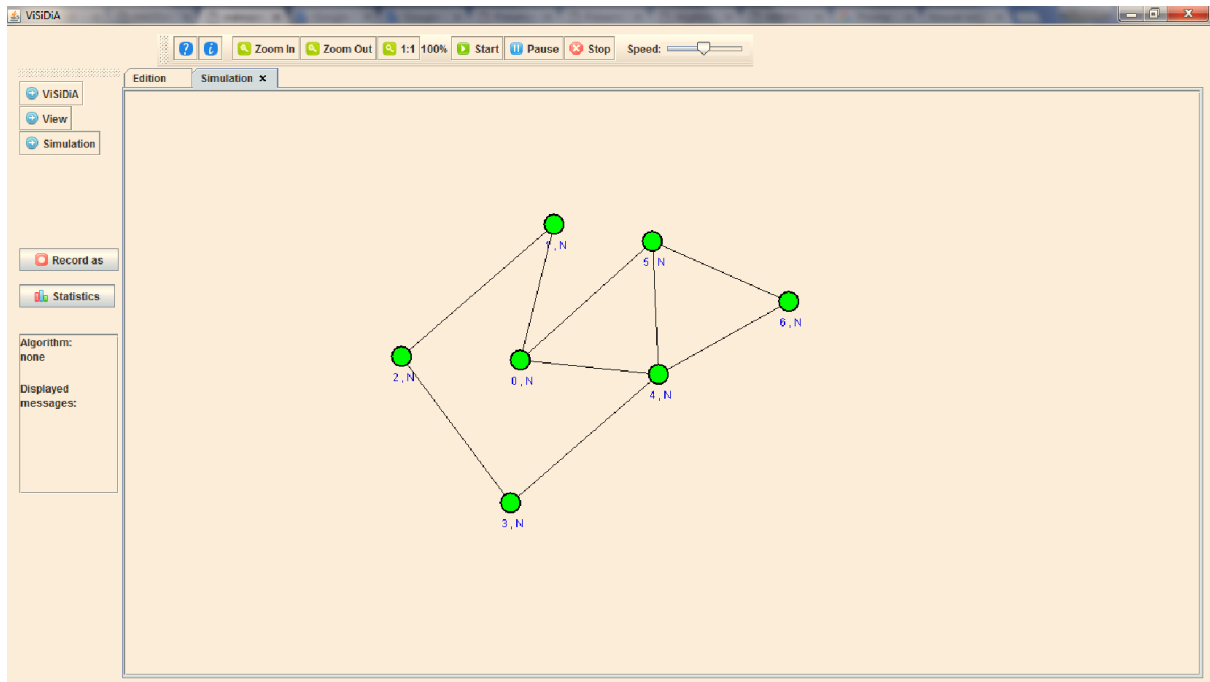 ViSiDiA
? i Zoom In Zoom Out 1:1 100% Start Pause Stop Speed:
Edition Simulation x
ViSiDiA
View
Simulation
Record as
Statistics
Algorithm:
none
Displayed
messages:
1 , N
5 , N
6 , N
2 , N
0 , N
4 , N
3 , N